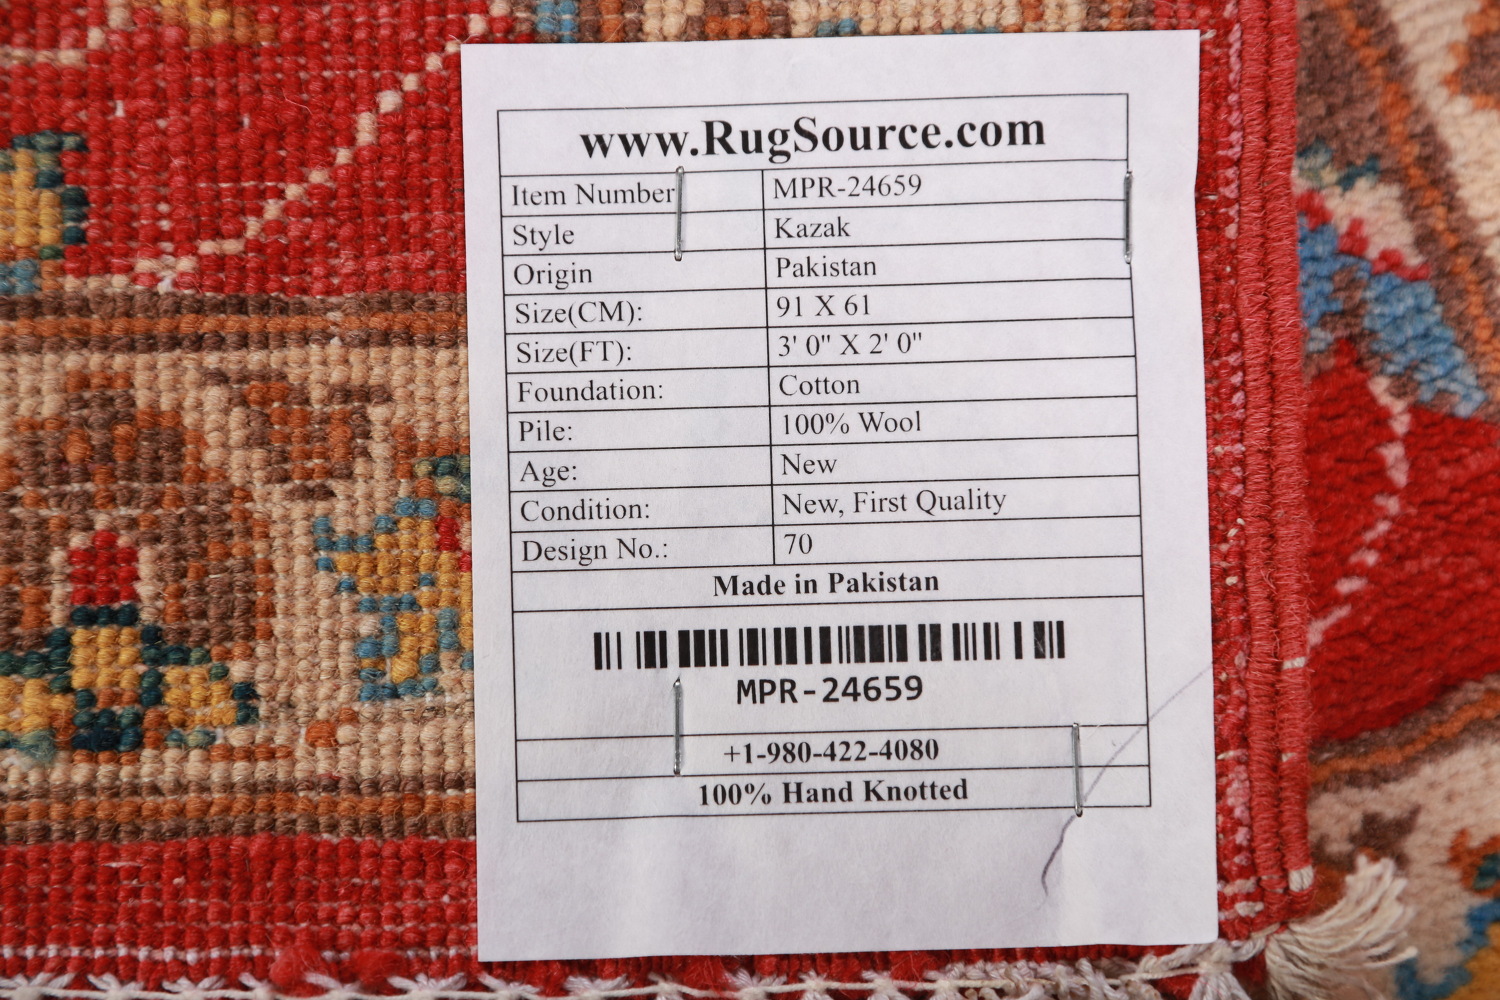 www.RugSource.com
Item Number MPR-24659
Style Kazak
Origin Pakistan
Size(CM): 91 X 61
Size(FT): 3' 0" X 2' 0"
Foundation: Cotton
Pile: 100% Wool
Age: New
Condition: New, First Quality
Design No.: 70
Made in Pakistan
MPR-24659
+1-980-422-4080
100% Hand Knotted